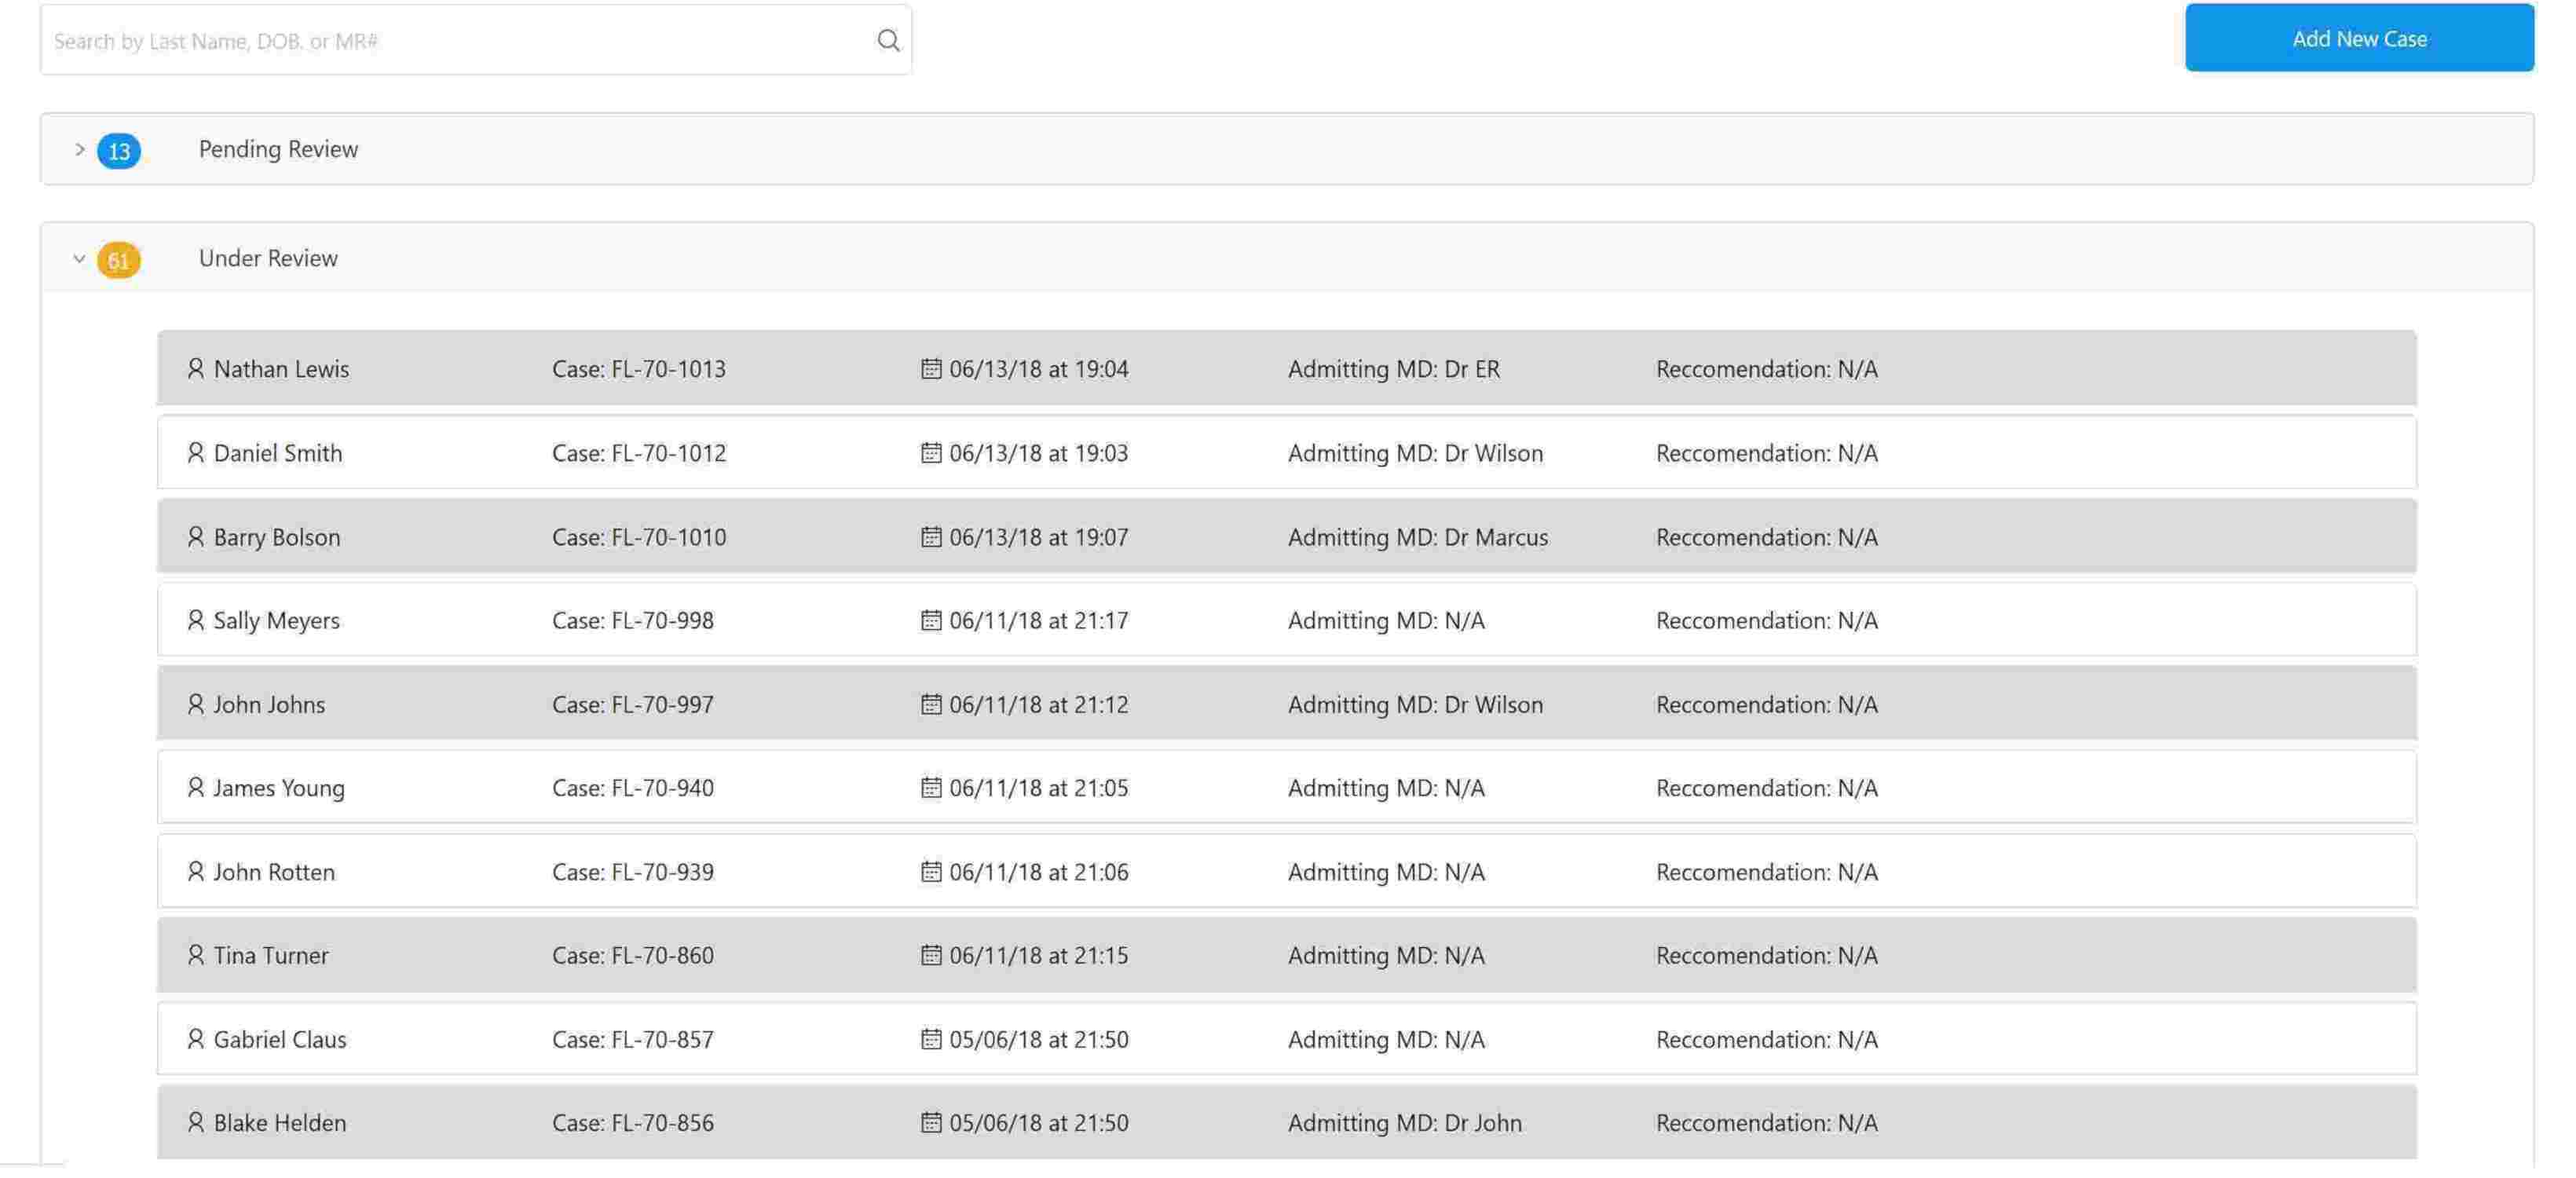 Search by Last Name, DOB, or MR#
Add New Case
13 Pending Review
61 Under Review
Nathan Lewis Case: FL-70-1013 06/13/18 at 19:04 Admitting MD: Dr ER Reccomendation: N/A
Daniel Smith Case: FL-70-1012 06/13/18 at 19:03 Admitting MD: Dr Wilson Reccomendation: N/A
Barry Bolson Case: FL-70-1010 06/13/18 at 19:07 Admitting MD: Dr Marcus Reccomendation: N/A
Sally Meyers Case: FL-70-998 06/11/18 at 21:17 Admitting MD: N/A Reccomendation: N/A
John Johns Case: FL-70-997 06/11/18 at 21:12 Admitting MD: Dr Wilson Reccomendation: N/A
James Young Case: FL-70-940 06/11/18 at 21:05 Admitting MD: N/A Reccomendation: N/A
John Rotten Case: FL-70-939 06/11/18 at 21:06 Admitting MD: N/A Reccomendation: N/A
Tina Turner Case: FL-70-860 06/11/18 at 21:15 Admitting MD: N/A Reccomendation: N/A
Gabriel Claus Case: FL-70-857 05/06/18 at 21:50 Admitting MD: N/A Reccomendation: N/A
Blake Helden Case: FL-70-856 05/06/18 at 21:50 Admitting MD: Dr John Reccomendation: N/A